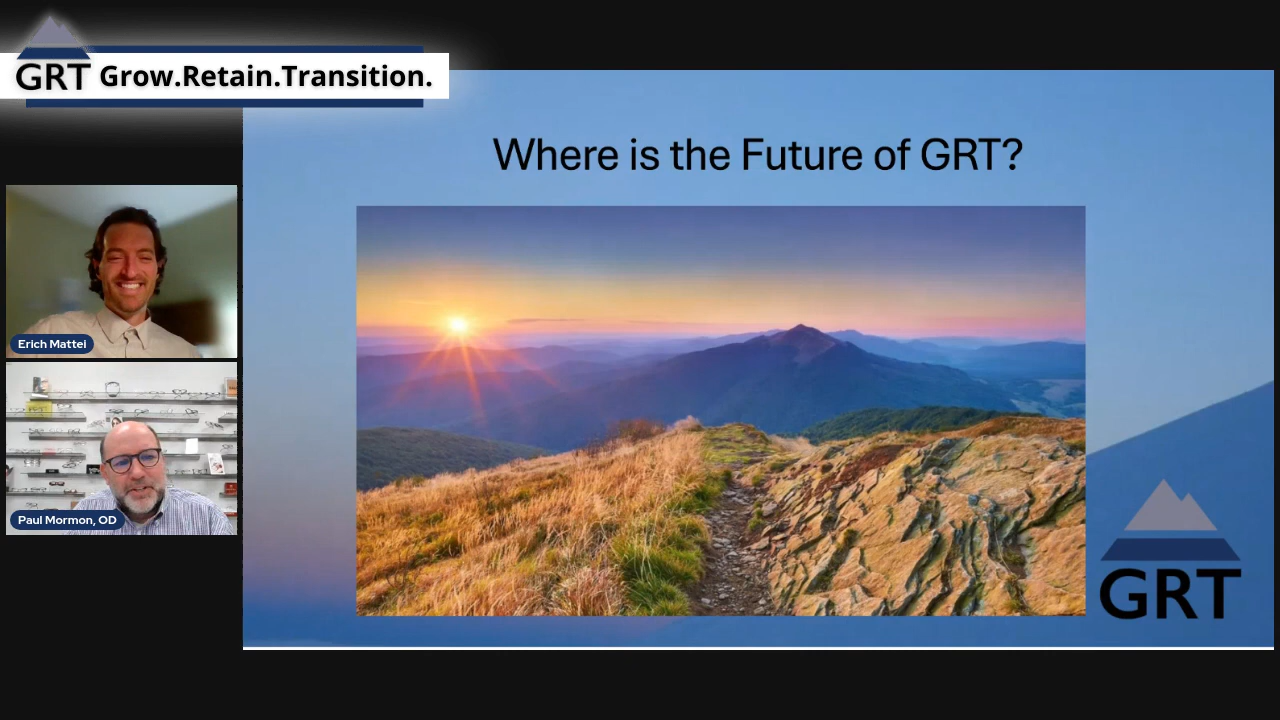 GRT Grow.Retain.Transition.
Where is the Future of GRT?
Erich Mattei
Paul Mormon, OD
GRT